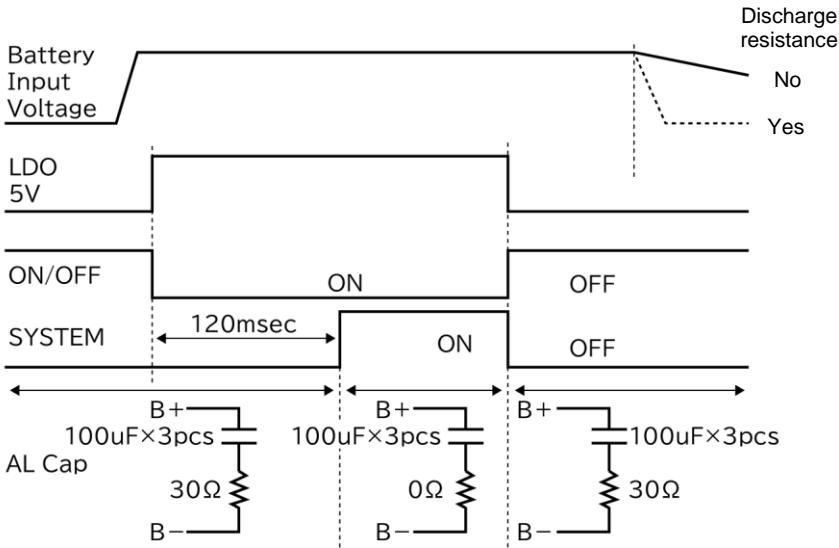 Discharge
resistance
Battery
Input
Voltage
No
Yes
LDO
5V
ON/OFF
ON
OFF
SYSTEM
120msec
ON
OFF
B+
B+
B+
100uF×3pcs
100uF×3pcs
100uF×3pcs
AL Cap
30Ω
0Ω
30Ω
B−
B−
B−